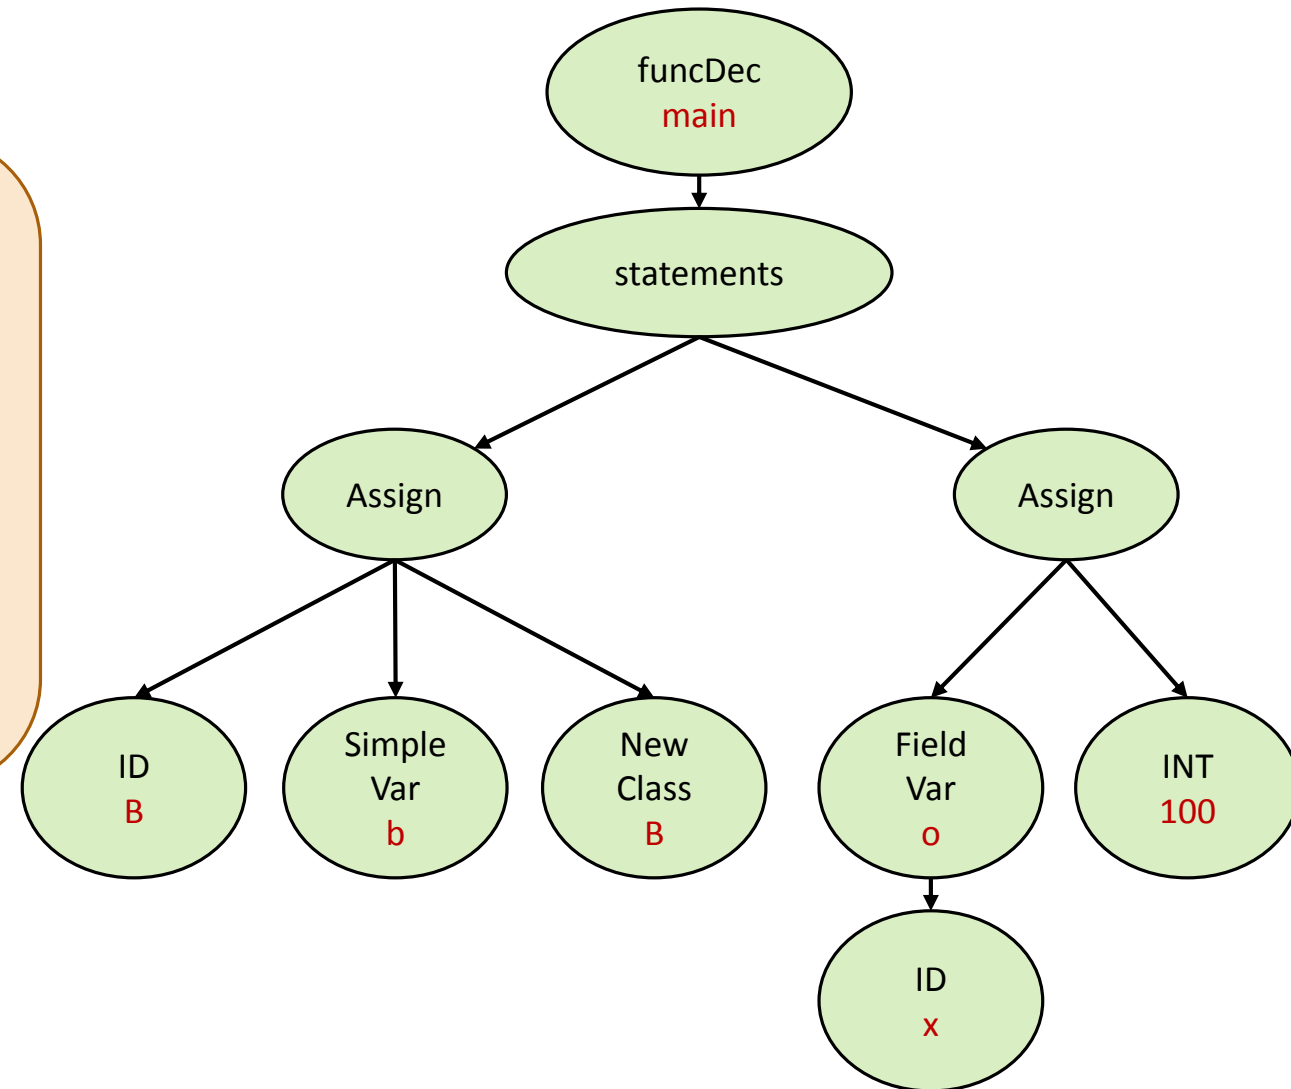 funcDec
main
statements
Assign
Assign
ID
B
Simple
Var
b
New
Class
B
Field
Var
o
INT
100
ID
x